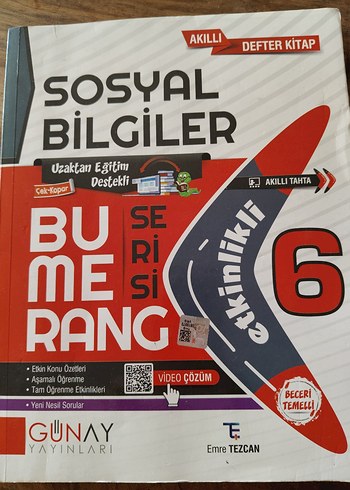 AKILLI DEFTER KİTAP
SOSYAL
BİLGİLER
Uzaktan Eğitim
Destekli
Çek-Kopar
AKILLI TAHTA
BU
ME
RANG
SE
Rİ
Sİ
etkinlikli
6
• Etkin Konu Özetleri
• Aşamalı Öğrenme
• Tam Öğrenme Etkinlikleri
• Yeni Nesil Sorular
VİDEO ÇÖZÜM
BECERİ
TEMELLİ
GÜNAY
YAYINLARI
Emre TEZCAN